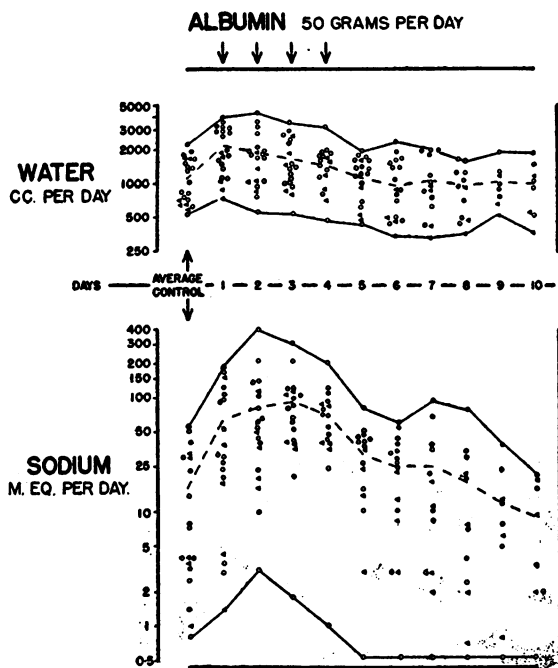 ALBUMIN 50 GRAMS PER DAY
5000
3000
2000
1000
500
250
WATER
CC. PER DAY
DAYS
AVERAGE
CONTROL
1 2 3 4 5 6 7 8 9 10
400
300
200
150
100
50
25
10
5
2
1
0.5
SODIUM
M. EQ. PER DAY.